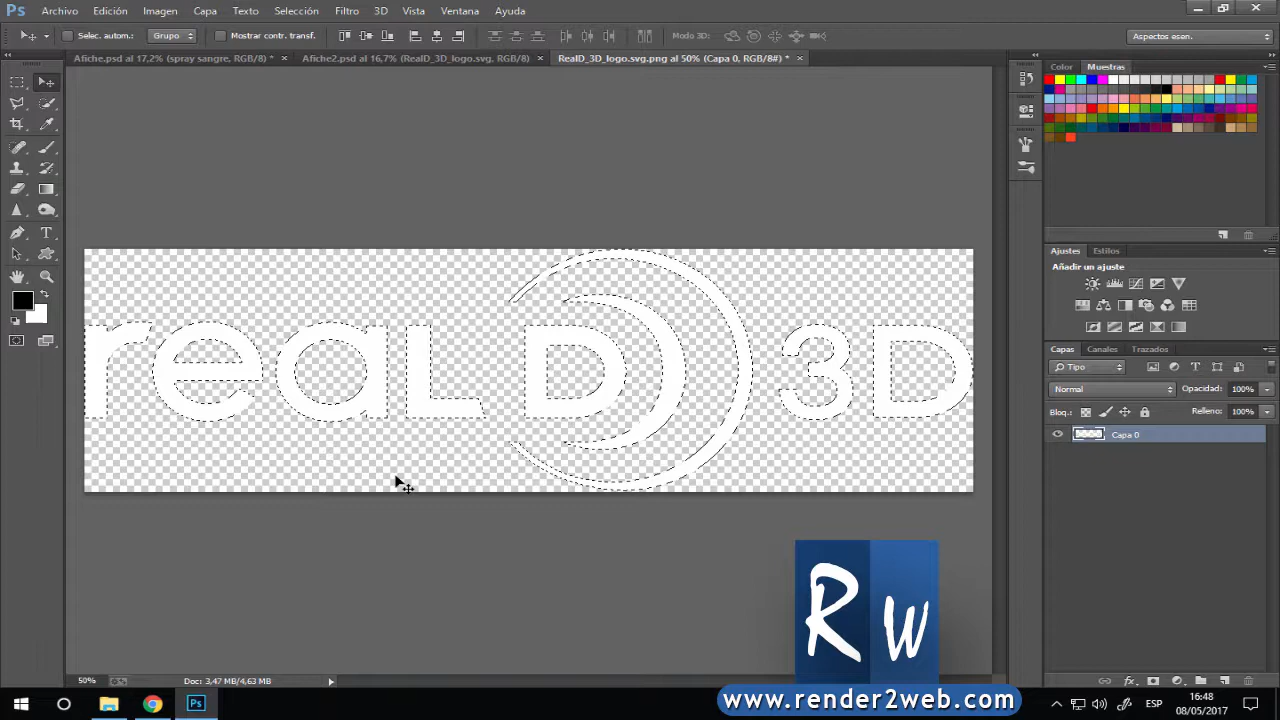 Ps Archivo Edición Imagen Capa Texto Selección Filtro 3D Vista Ventana Ayuda
Selec. autom.: Grupo Mostrar contr. transf. Modo 3D: Aspectos esen.
Afiche.psd al 17,2% (spray sangre, RGB/8) * × Afiche2.psd al 16,7% (RealD_3D_logo.svg, RGB/8) × RealD_3D_logo.svg.png al 50% (Capa 0, RGB/8#) * ×
Color Muestras
Ajustes Estilos
Añadir un ajuste
real D 3D
Capas Canales Trazados
Tipo
Normal Opacidad: 100%
Bloq.: Relleno: 100%
Capa 0
RW
50% Doc: 3,47 MB/4,63 MB
www.render2web.com
Ps ESP 16:48
08/05/2017